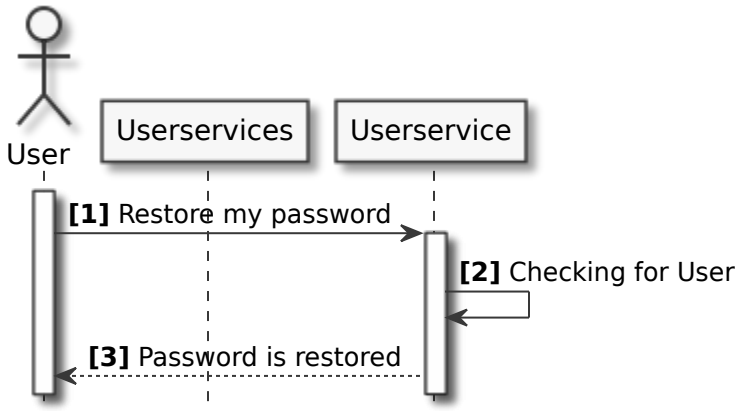 User
Userservices
Userservice
[1] Restore my password
[2] Checking for User
[3] Password is restored